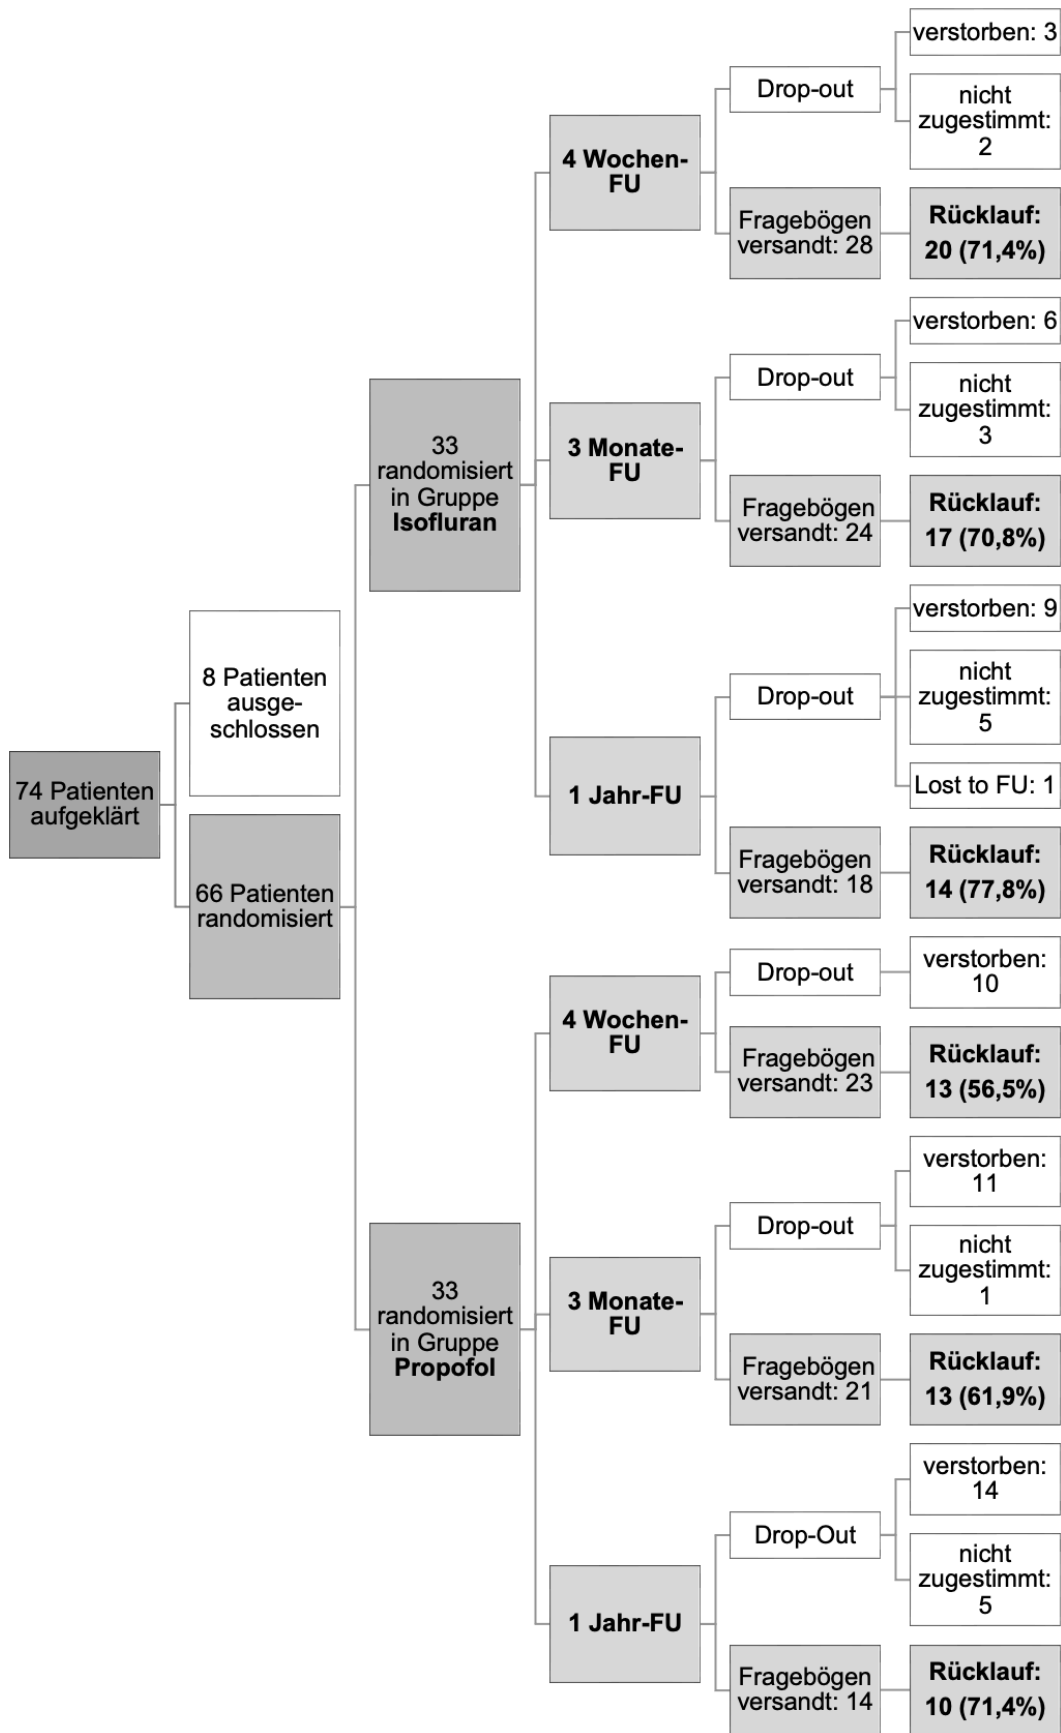 74 Patienten
aufgeklärt
8 Patienten
ausge-
schlossen
66 Patienten
randomisiert
33
randomisiert
in Gruppe
Isofluran
4 Wochen-
FU
Drop-out
verstorben: 3
nicht
zugestimmt:
2
Fragebögen
versandt: 28
Rücklauf:
20 (71,4%)
3 Monate-
FU
Drop-out
verstorben: 6
nicht
zugestimmt:
3
Fragebögen
versandt: 24
Rücklauf:
17 (70,8%)
1 Jahr-FU
Drop-out
verstorben: 9
nicht
zugestimmt:
5
Lost to FU: 1
Fragebögen
versandt: 18
Rücklauf:
14 (77,8%)
33
randomisiert
in Gruppe
Propofol
4 Wochen-
FU
Drop-out
verstorben:
10
Fragebögen
versandt: 23
Rücklauf:
13 (56,5%)
3 Monate-
FU
Drop-out
verstorben:
11
nicht
zugestimmt:
1
Fragebögen
versandt: 21
Rücklauf:
13 (61,9%)
1 Jahr-FU
Drop-Out
verstorben:
14
nicht
zugestimmt:
5
Fragebögen
versandt: 14
Rücklauf:
10 (71,4%)